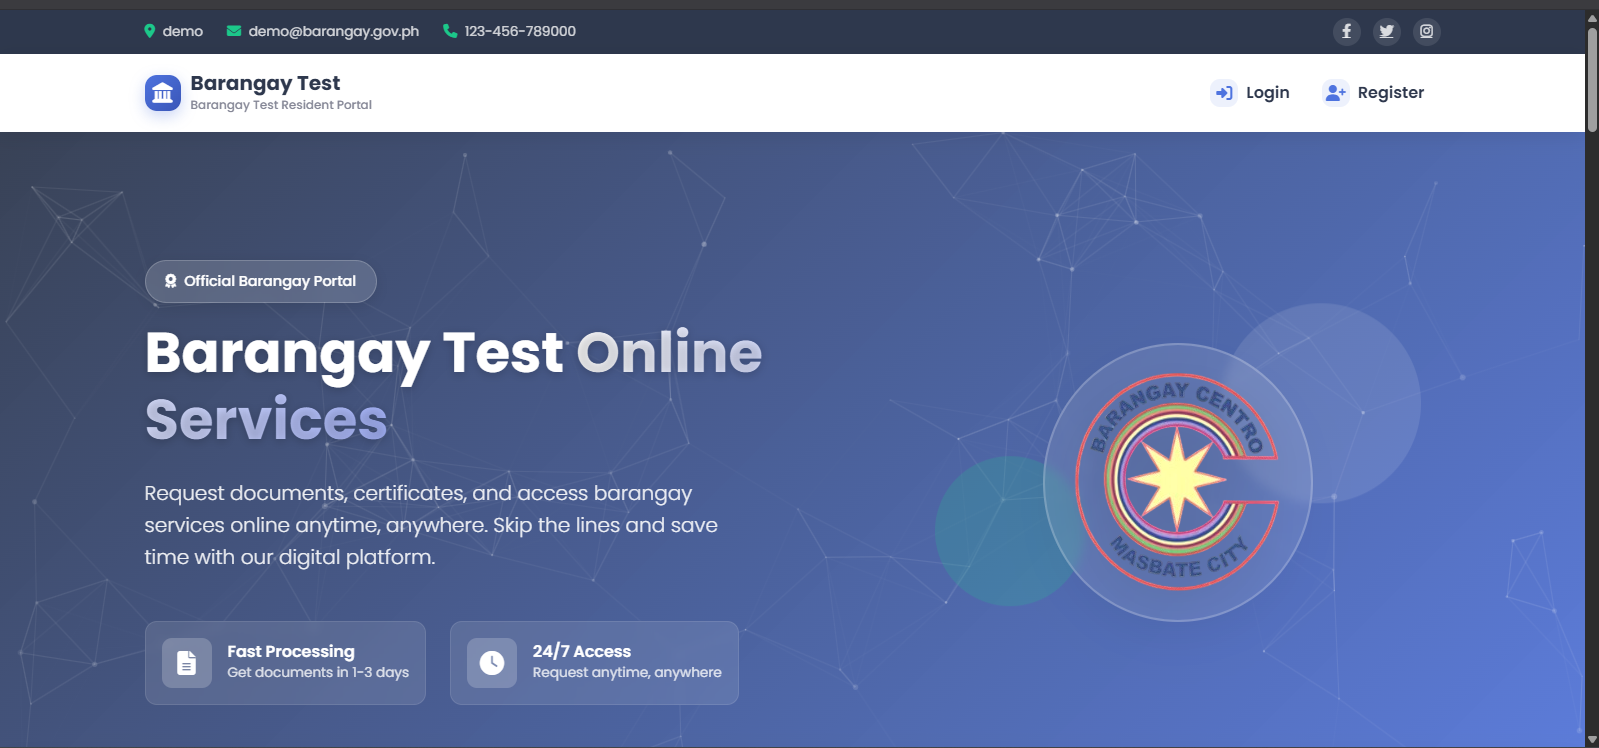 demo demo@barangay.gov.ph 123-456-789000
Barangay Test
Barangay Test Resident Portal
Login Register
Official Barangay Portal
Barangay Test Online
Services
Request documents, certificates, and access barangay
services online anytime, anywhere. Skip the lines and save
time with our digital platform.
Fast Processing
Get documents in 1-3 days
24/7 Access
Request anytime, anywhere
BARANGAY CENTRO
MASBATE CITY